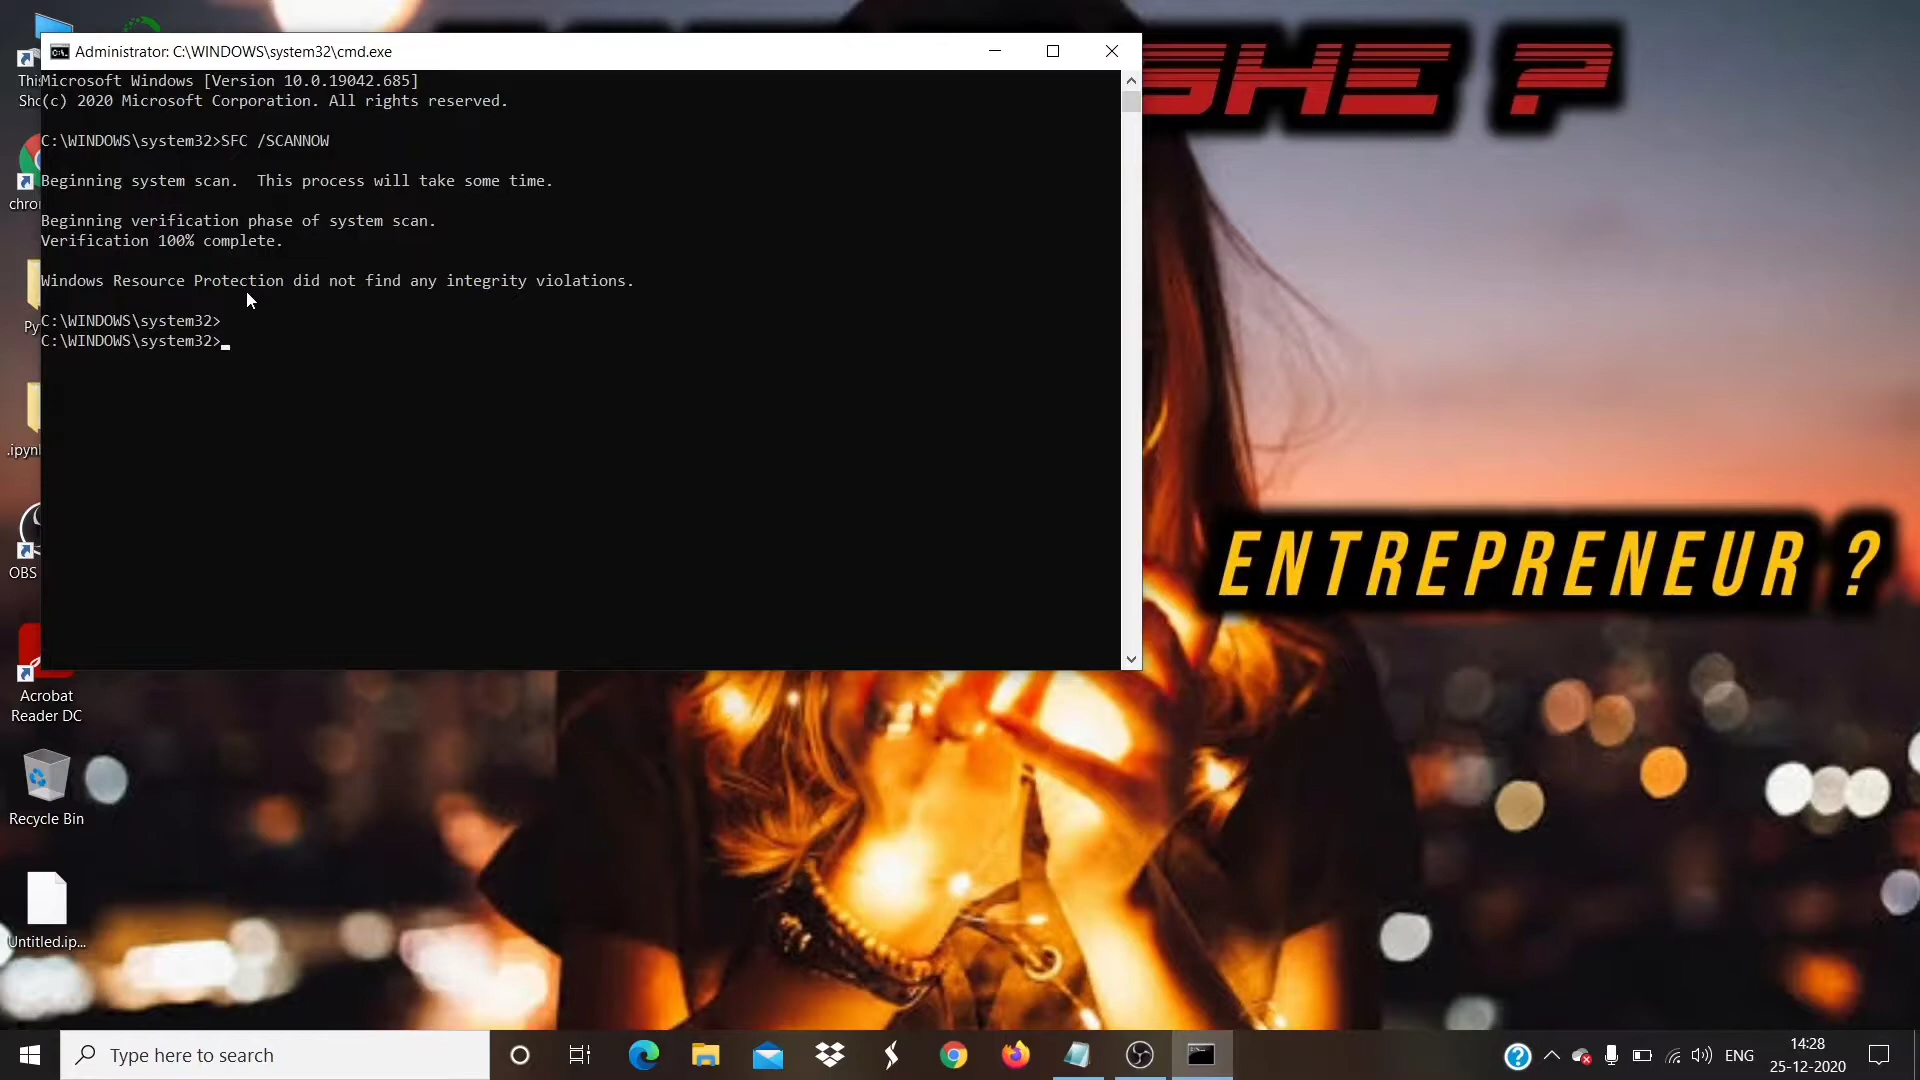 Administrator: C:\WINDOWS\system32\cmd.exe
Microsoft Windows [Version 10.0.19042.685]
(c) 2020 Microsoft Corporation. All rights reserved.
C:\WINDOWS\system32>SFC /SCANNOW
Beginning system scan.  This process will take some time.
Beginning verification phase of system scan.
Verification 100% complete.
Windows Resource Protection did not find any integrity violations.
C:\WINDOWS\system32>
C:\WINDOWS\system32>
SHE ?
ENTREPRENEUR ?
OBS
Acrobat
Reader DC
Recycle Bin
Untitled.ip...
Type here to search
ENG
14:28
25-12-2020